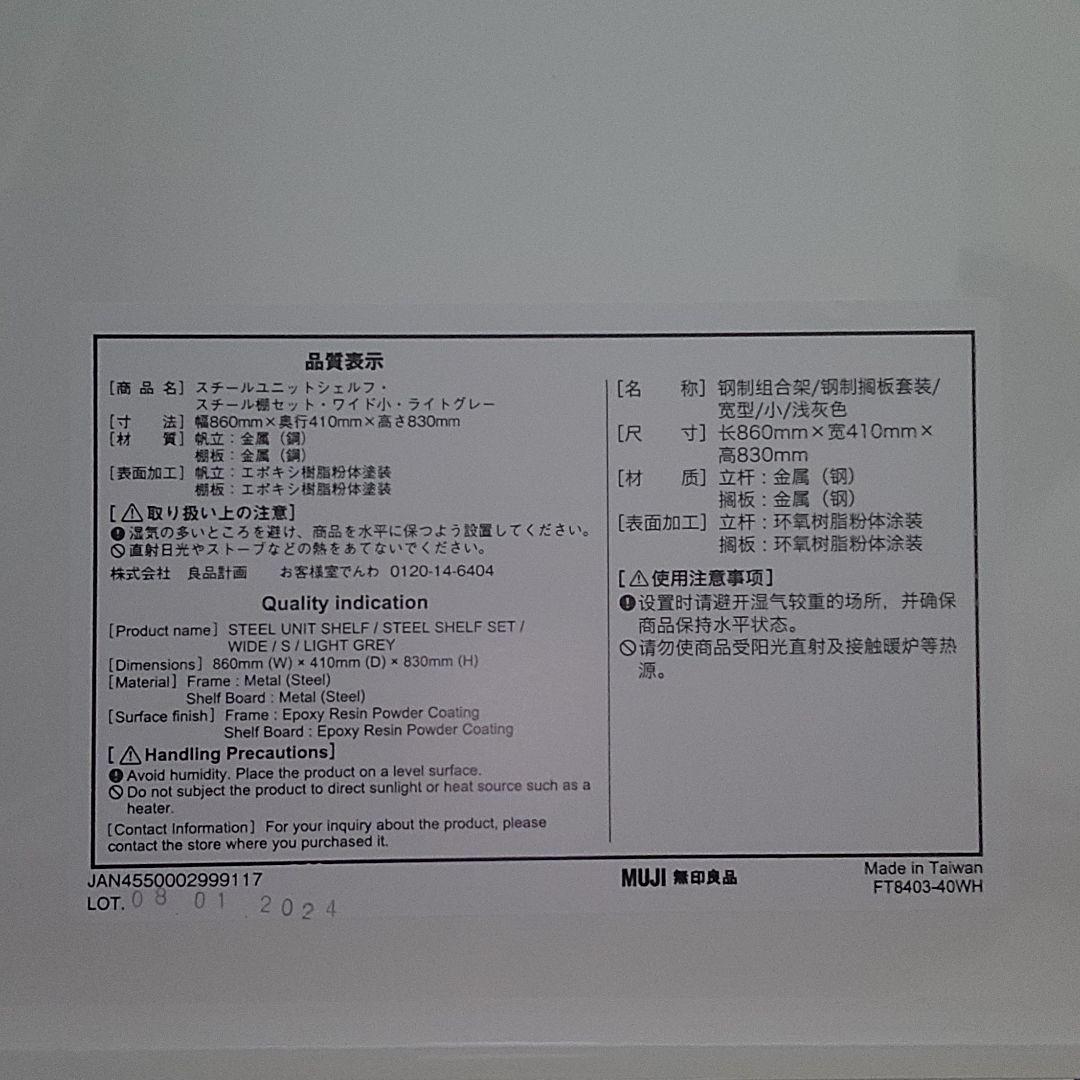 品質表示
[商品名] スチールユニットシェルフ・
スチール棚セット・ワイド小・ライトグレー
[寸 法] 幅860mm×奥行410mm×高さ830mm
[材 質] 帆立：金属（鋼）
棚板：金属（鋼）
[表面加工] 帆立：エポキシ樹脂粉体塗装
棚板：エポキシ樹脂粉体塗装
[⚠取り扱い上の注意]
湿気の多いところを避け、商品を水平に保つよう設置してください。
直射日光やストーブなどの熱をあてないでください。
株式会社 良品計画 お客様室でんわ 0120-14-6404
Quality indication
[Product name] STEEL UNIT SHELF / STEEL SHELF SET /
WIDE / S / LIGHT GREY
[Dimensions] 860mm (W) × 410mm (D) × 830mm (H)
[Material] Frame : Metal (Steel)
Shelf Board : Metal (Steel)
[Surface finish] Frame : Epoxy Resin Powder Coating
Shelf Board : Epoxy Resin Powder Coating
[⚠Handling Precautions]
Avoid humidity. Place the product on a level surface.
Do not subject the product to direct sunlight or heat source such as a
heater.
[Contact Information] For your inquiry about the product, please
contact the store where you purchased it.
[名 称] 钢制组合架/钢制搁板套装/
宽型/小/浅灰色
[尺 寸] 长860mm×宽410mm×
高830mm
[材 质] 立杆：金属（钢）
搁板：金属（钢）
[表面加工] 立杆：环氧树脂粉体涂装
搁板：环氧树脂粉体涂装
[⚠使用注意事项]
设置时请避开湿气较重的场所，并确保
商品保持水平状态。
请勿使商品受阳光直射及接触暖炉等热
源。
JAN4550002999117
LOT. 08 01 2024
MUJI 無印良品
Made in Taiwan
FT8403-40WH